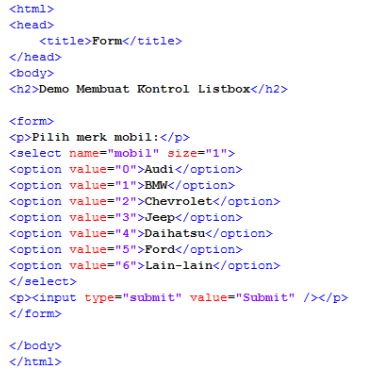 <html>
<head>
    <title>Form</title>
</head>
<body>
<h2>Demo Membuat Kontrol Listbox</h2>

<form>
<p>Pilih merk mobil:</p>
<select name="mobil" size="1">
<option value="0">Audi</option>
<option value="1">BMW</option>
<option value="2">Chevrolet</option>
<option value="3">Jeep</option>
<option value="4">Daihatsu</option>
<option value="5">Ford</option>
<option value="6">Lain-lain</option>
</select>
<p><input type="submit" value="Submit" /></p>
</form>

</body>
</html>